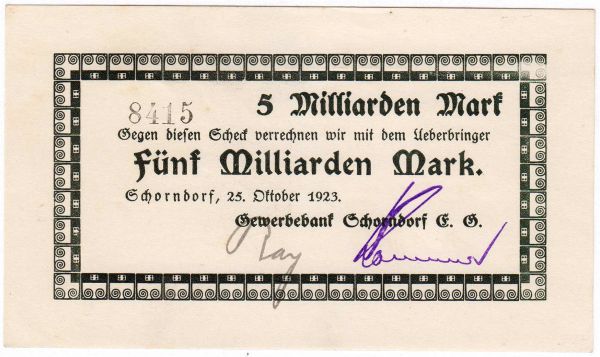 5 Milliarden Mark
8415
Gegen diesen Scheck verrechnen wir mit dem Ueberbringer
Fünf Milliarden Mark.
Schorndorf, 25. Oktober 1923.
Gewerbebank Schorndorf E. G.
Ray